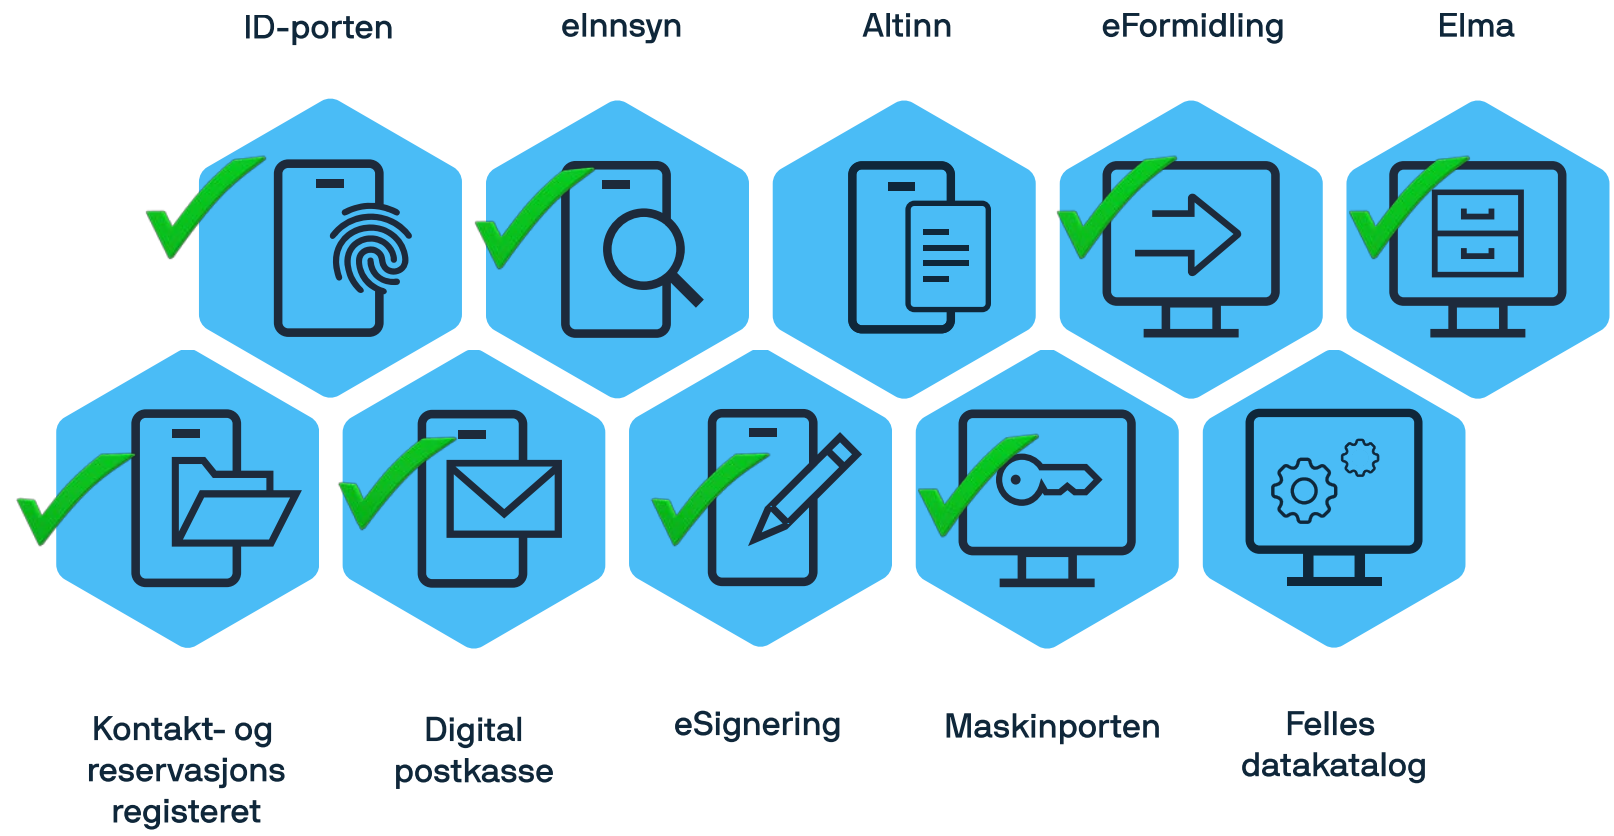 ID-porten
eInnsyn
Altinn
eFormidling
Elma
Kontakt- og
reservasjons
registeret
Digital
postkasse
eSignering
Maskinporten
Felles
datakatalog